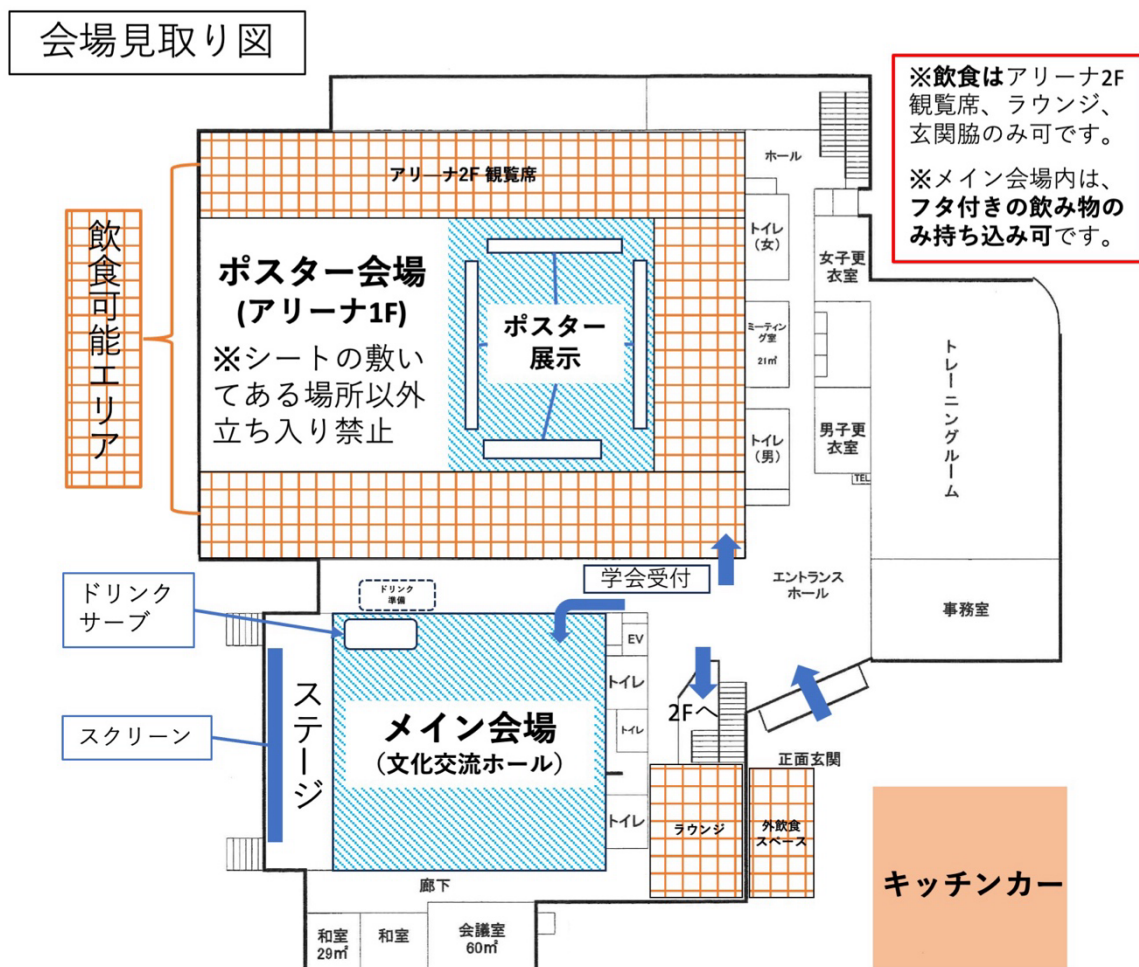 会場見取り図
※飲食はアリーナ2F
観覧席、ラウンジ、
玄関脇のみ可です。
※メイン会場内は、
フタ付きの飲み物の
み持ち込み可です。
ホール
アリーナ2F 観覧席
飲食可能エリア
ポスター会場
(アリーナ1F)
※シートの敷い
てある場所以外
立ち入り禁止
ポスター
展示
トイレ
(女)
女子更
衣室
ミーティン
グ室
21㎡
トイレ
(男)
男子更
衣室
TEL
トレーニングルーム
学会受付
エントランス
ホール
事務室
ドリンク
サーブ
ドリンク
準備
EV
トイレ
トイレ
トイレ
2Fへ
ステージ
スクリーン
メイン会場
(文化交流ホール)
正面玄関
ラウンジ
外飲食
スペース
キッチンカー
廊下
和室
29㎡
和室
会議室
60㎡